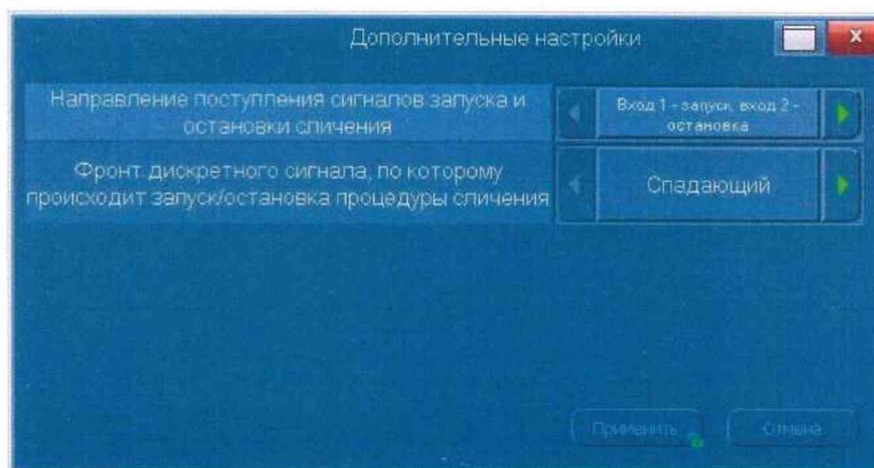 Дополнительные настройки
Направление поступления сигналов запуска и
остановки сличения
Вход 1 - запуск, вход 2 -
остановка
Фронт дискретного сигнала, по которому
происходит запуск/остановка процедуры сличения
Спадающий
Применить
Отмена